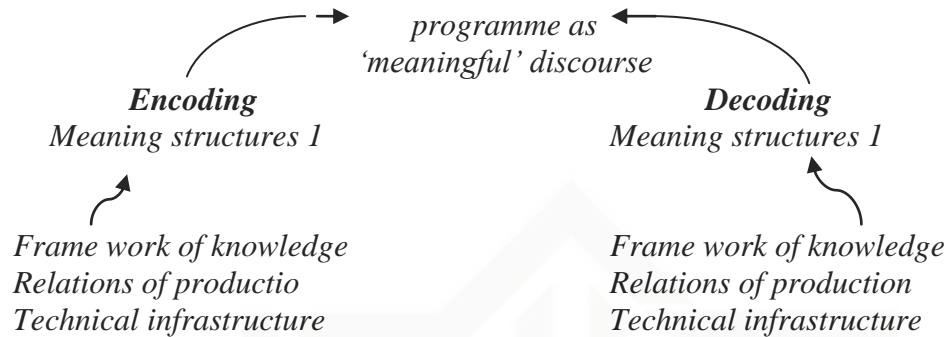 programme as
‘meaningful’ discourse
Encoding
Meaning structures 1
Decoding
Meaning structures 1
Frame work of knowledge
Relations of productio
Technical infrastructure
Frame work of knowledge
Relations of production
Technical infrastructure